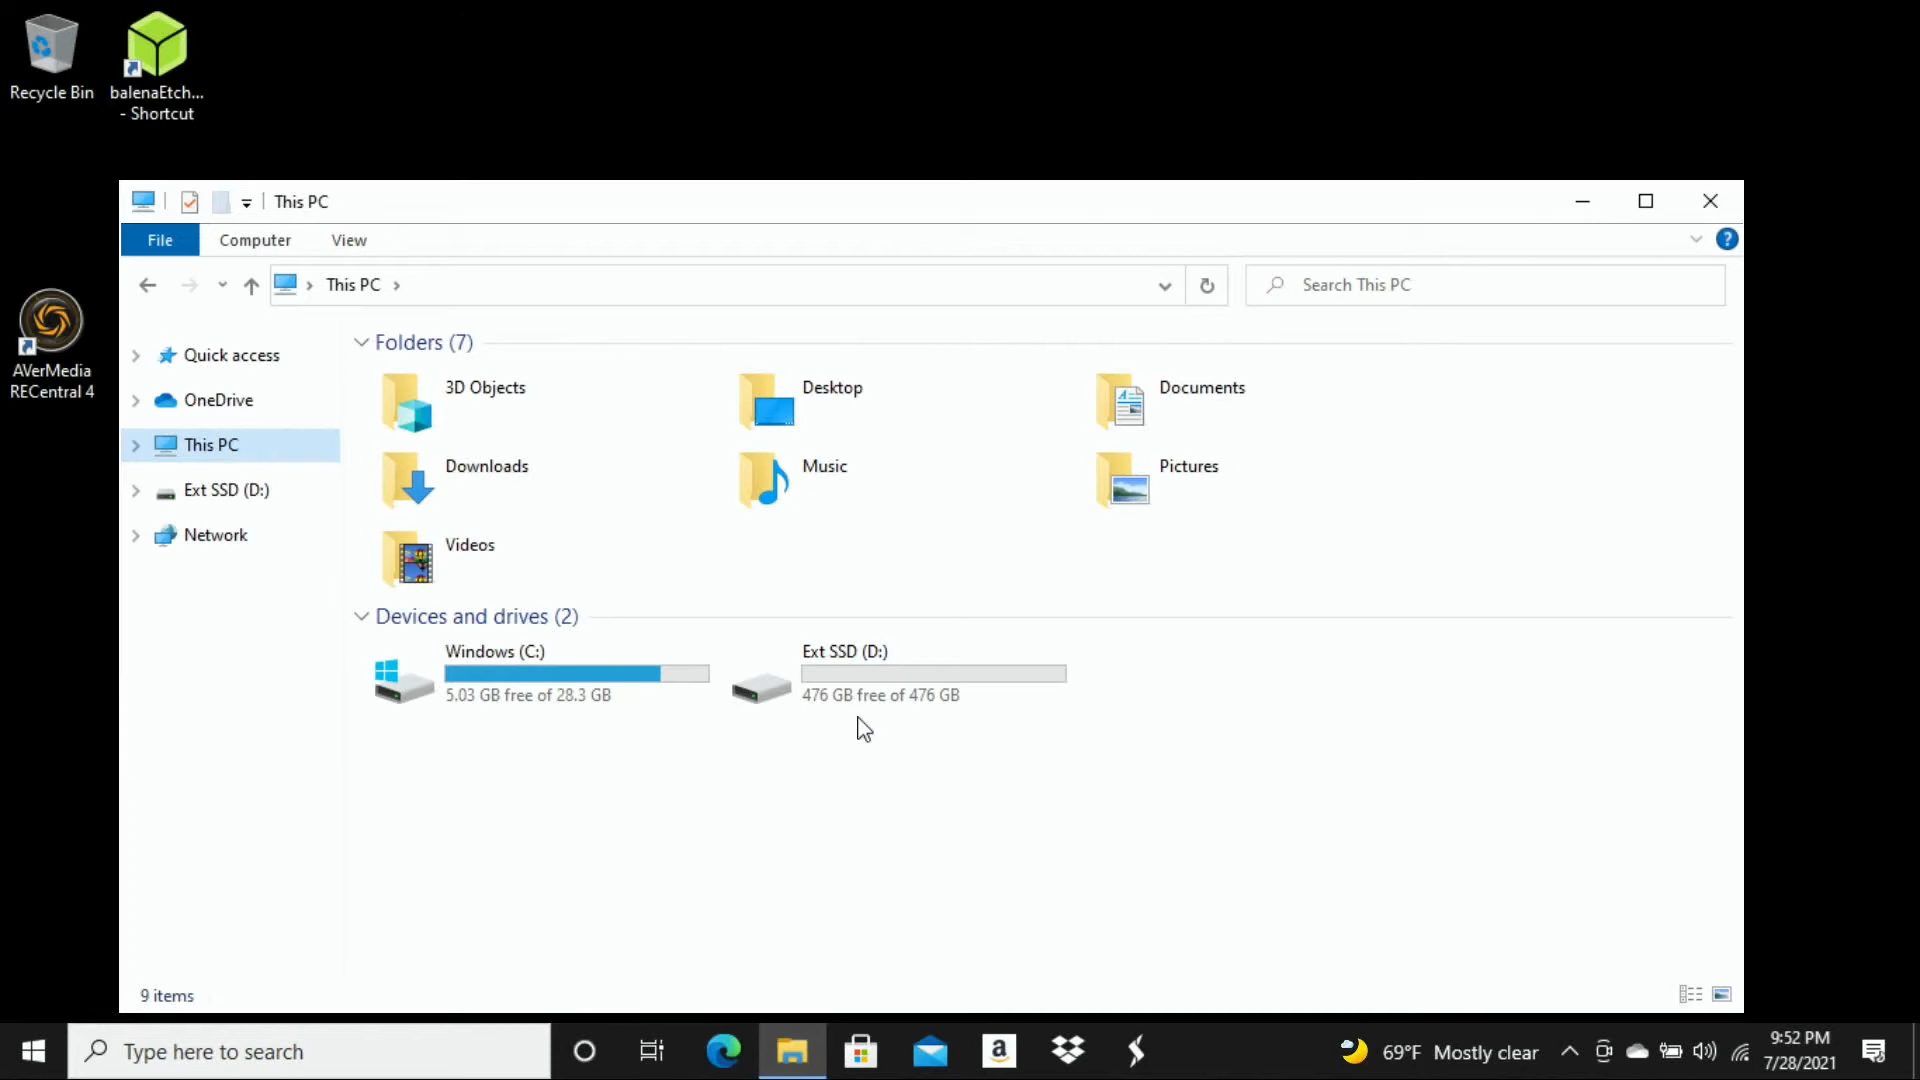 Recycle Bin
balenaEtch...
- Shortcut
AVerMedia
RECentral 4
This PC
File
Computer
View
?
This PC
Search This PC
Quick access
OneDrive
This PC
Ext SSD (D:)
Network
Folders (7)
3D Objects
Desktop
Documents
Downloads
Music
Pictures
Videos
Devices and drives (2)
Windows (C:)
5.03 GB free of 28.3 GB
Ext SSD (D:)
476 GB free of 476 GB
9 items
Type here to search
a
69°F Mostly clear
9:52 PM
7/28/2021